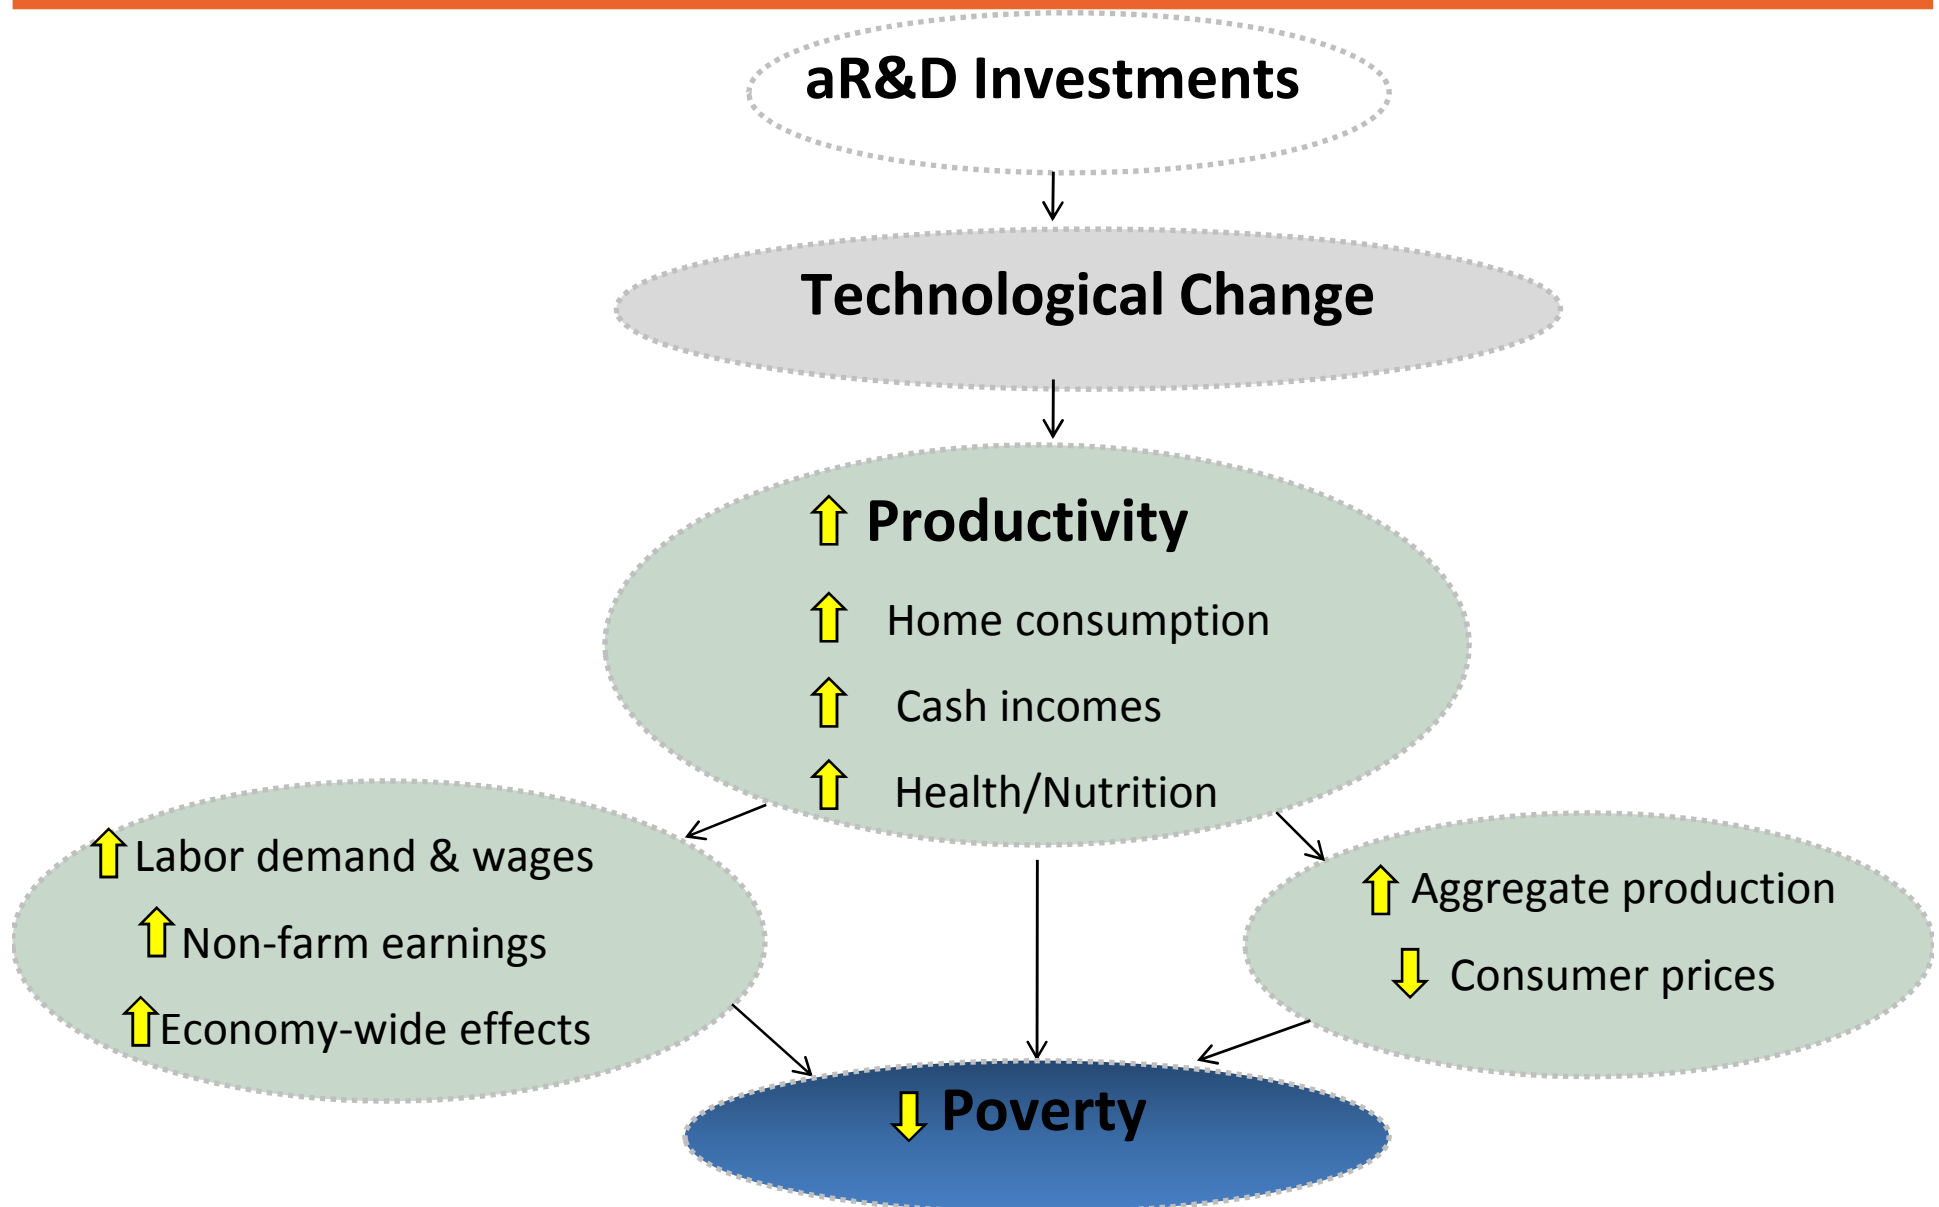 aR&D Investments
Technological Change
Productivity
Home consumption
Cash incomes
Health/Nutrition
Labor demand & wages
Non-farm earnings
Economy-wide effects
Aggregate production
Consumer prices
Poverty